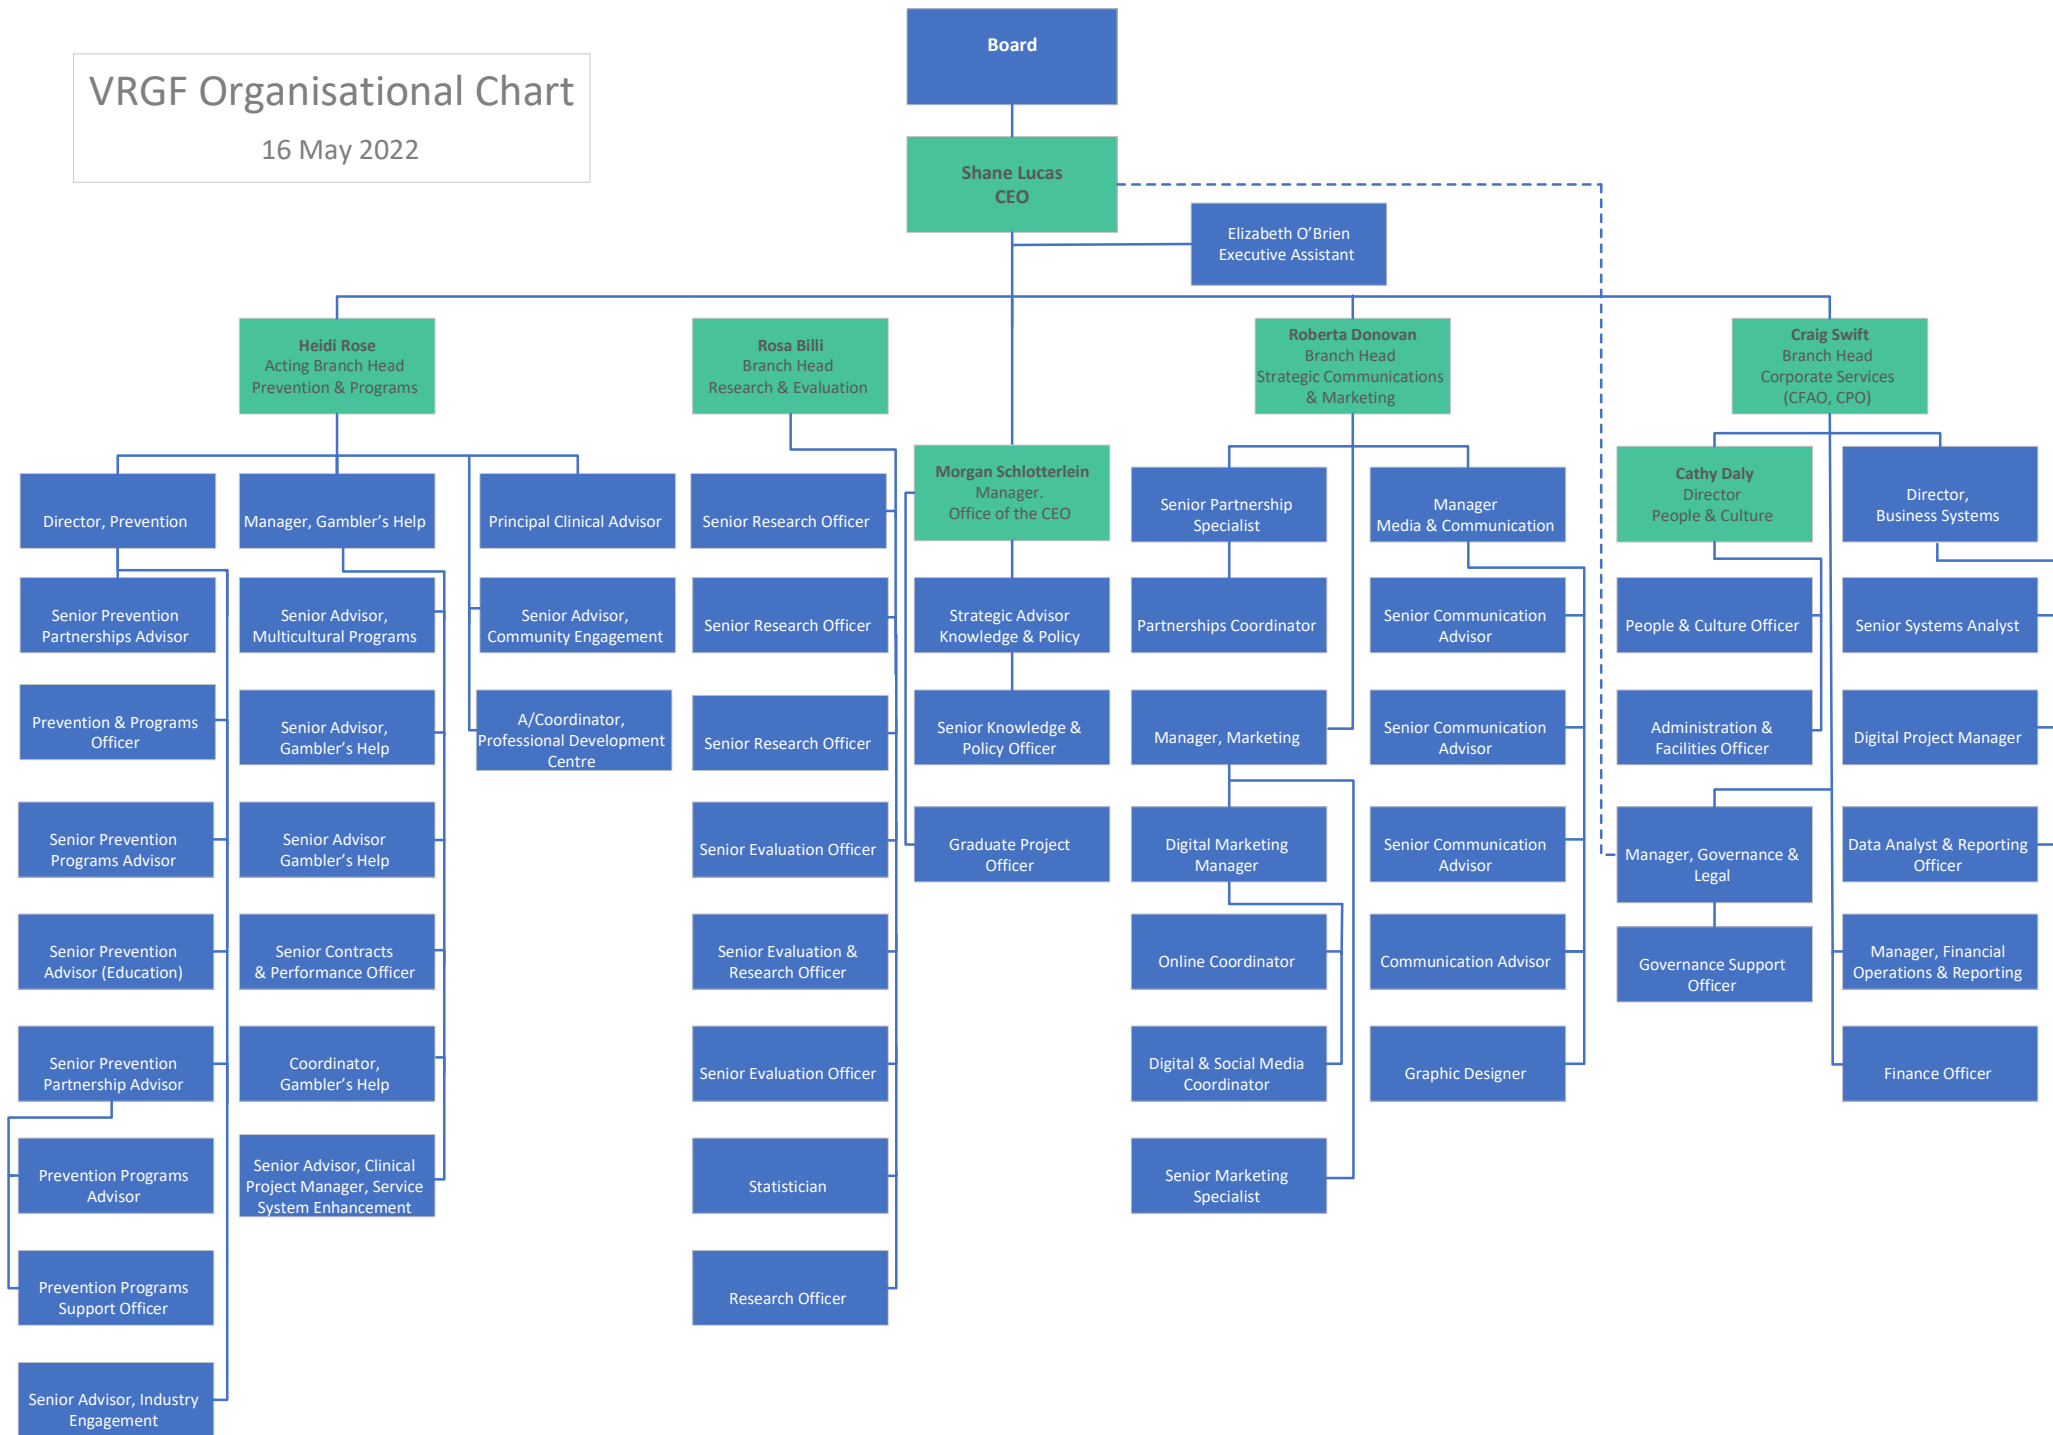 VRGF Organisational Chart
16 May 2022
Board
Shane Lucas
CEO
Elizabeth O’Brien
Executive Assistant
Heidi Rose
Acting Branch Head
Prevention & Programs
Rosa Billi
Branch Head
Research & Evaluation
Roberta Donovan
Branch Head
Strategic Communications
& Marketing
Craig Swift
Branch Head
Corporate Services
(CFAO, CPO)
Director, Prevention
Senior Prevention
Partnerships Advisor
Prevention & Programs
Officer
Senior Prevention
Programs Advisor
Senior Prevention
Advisor (Education)
Senior Prevention
Partnership Advisor
Prevention Programs
Advisor
Prevention Programs
Support Officer
Senior Advisor, Industry
Engagement
Manager, Gambler’s Help
Senior Advisor,
Multicultural Programs
Senior Advisor,
Gambler’s Help
Senior Advisor
Gambler’s Help
Senior Contracts
& Performance Officer
Coordinator,
Gambler’s Help
Senior Advisor, Clinical
Project Manager, Service
System Enhancement
Principal Clinical Advisor
Senior Advisor,
Community Engagement
A/Coordinator,
Professional Development
Centre
Senior Research Officer
Senior Research Officer
Senior Research Officer
Senior Evaluation Officer
Senior Evaluation &
Research Officer
Senior Evaluation Officer
Statistician
Research Officer
Morgan Schlotterlein
Manager.
Office of the CEO
Strategic Advisor
Knowledge & Policy
Senior Knowledge &
Policy Officer
Graduate Project
Officer
Senior Partnership
Specialist
Partnerships Coordinator
Manager, Marketing
Digital Marketing
Manager
Online Coordinator
Digital & Social Media
Coordinator
Senior Marketing
Specialist
Manager
Media & Communication
Senior Communication
Advisor
Senior Communication
Advisor
Senior Communication
Advisor
Communication Advisor
Graphic Designer
Cathy Daly
Director
People & Culture
People & Culture Officer
Administration &
Facilities Officer
Manager, Governance &
Legal
Governance Support
Officer
Director,
Business Systems
Senior Systems Analyst
Digital Project Manager
Data Analyst & Reporting
Officer
Manager, Financial
Operations & Reporting
Finance Officer